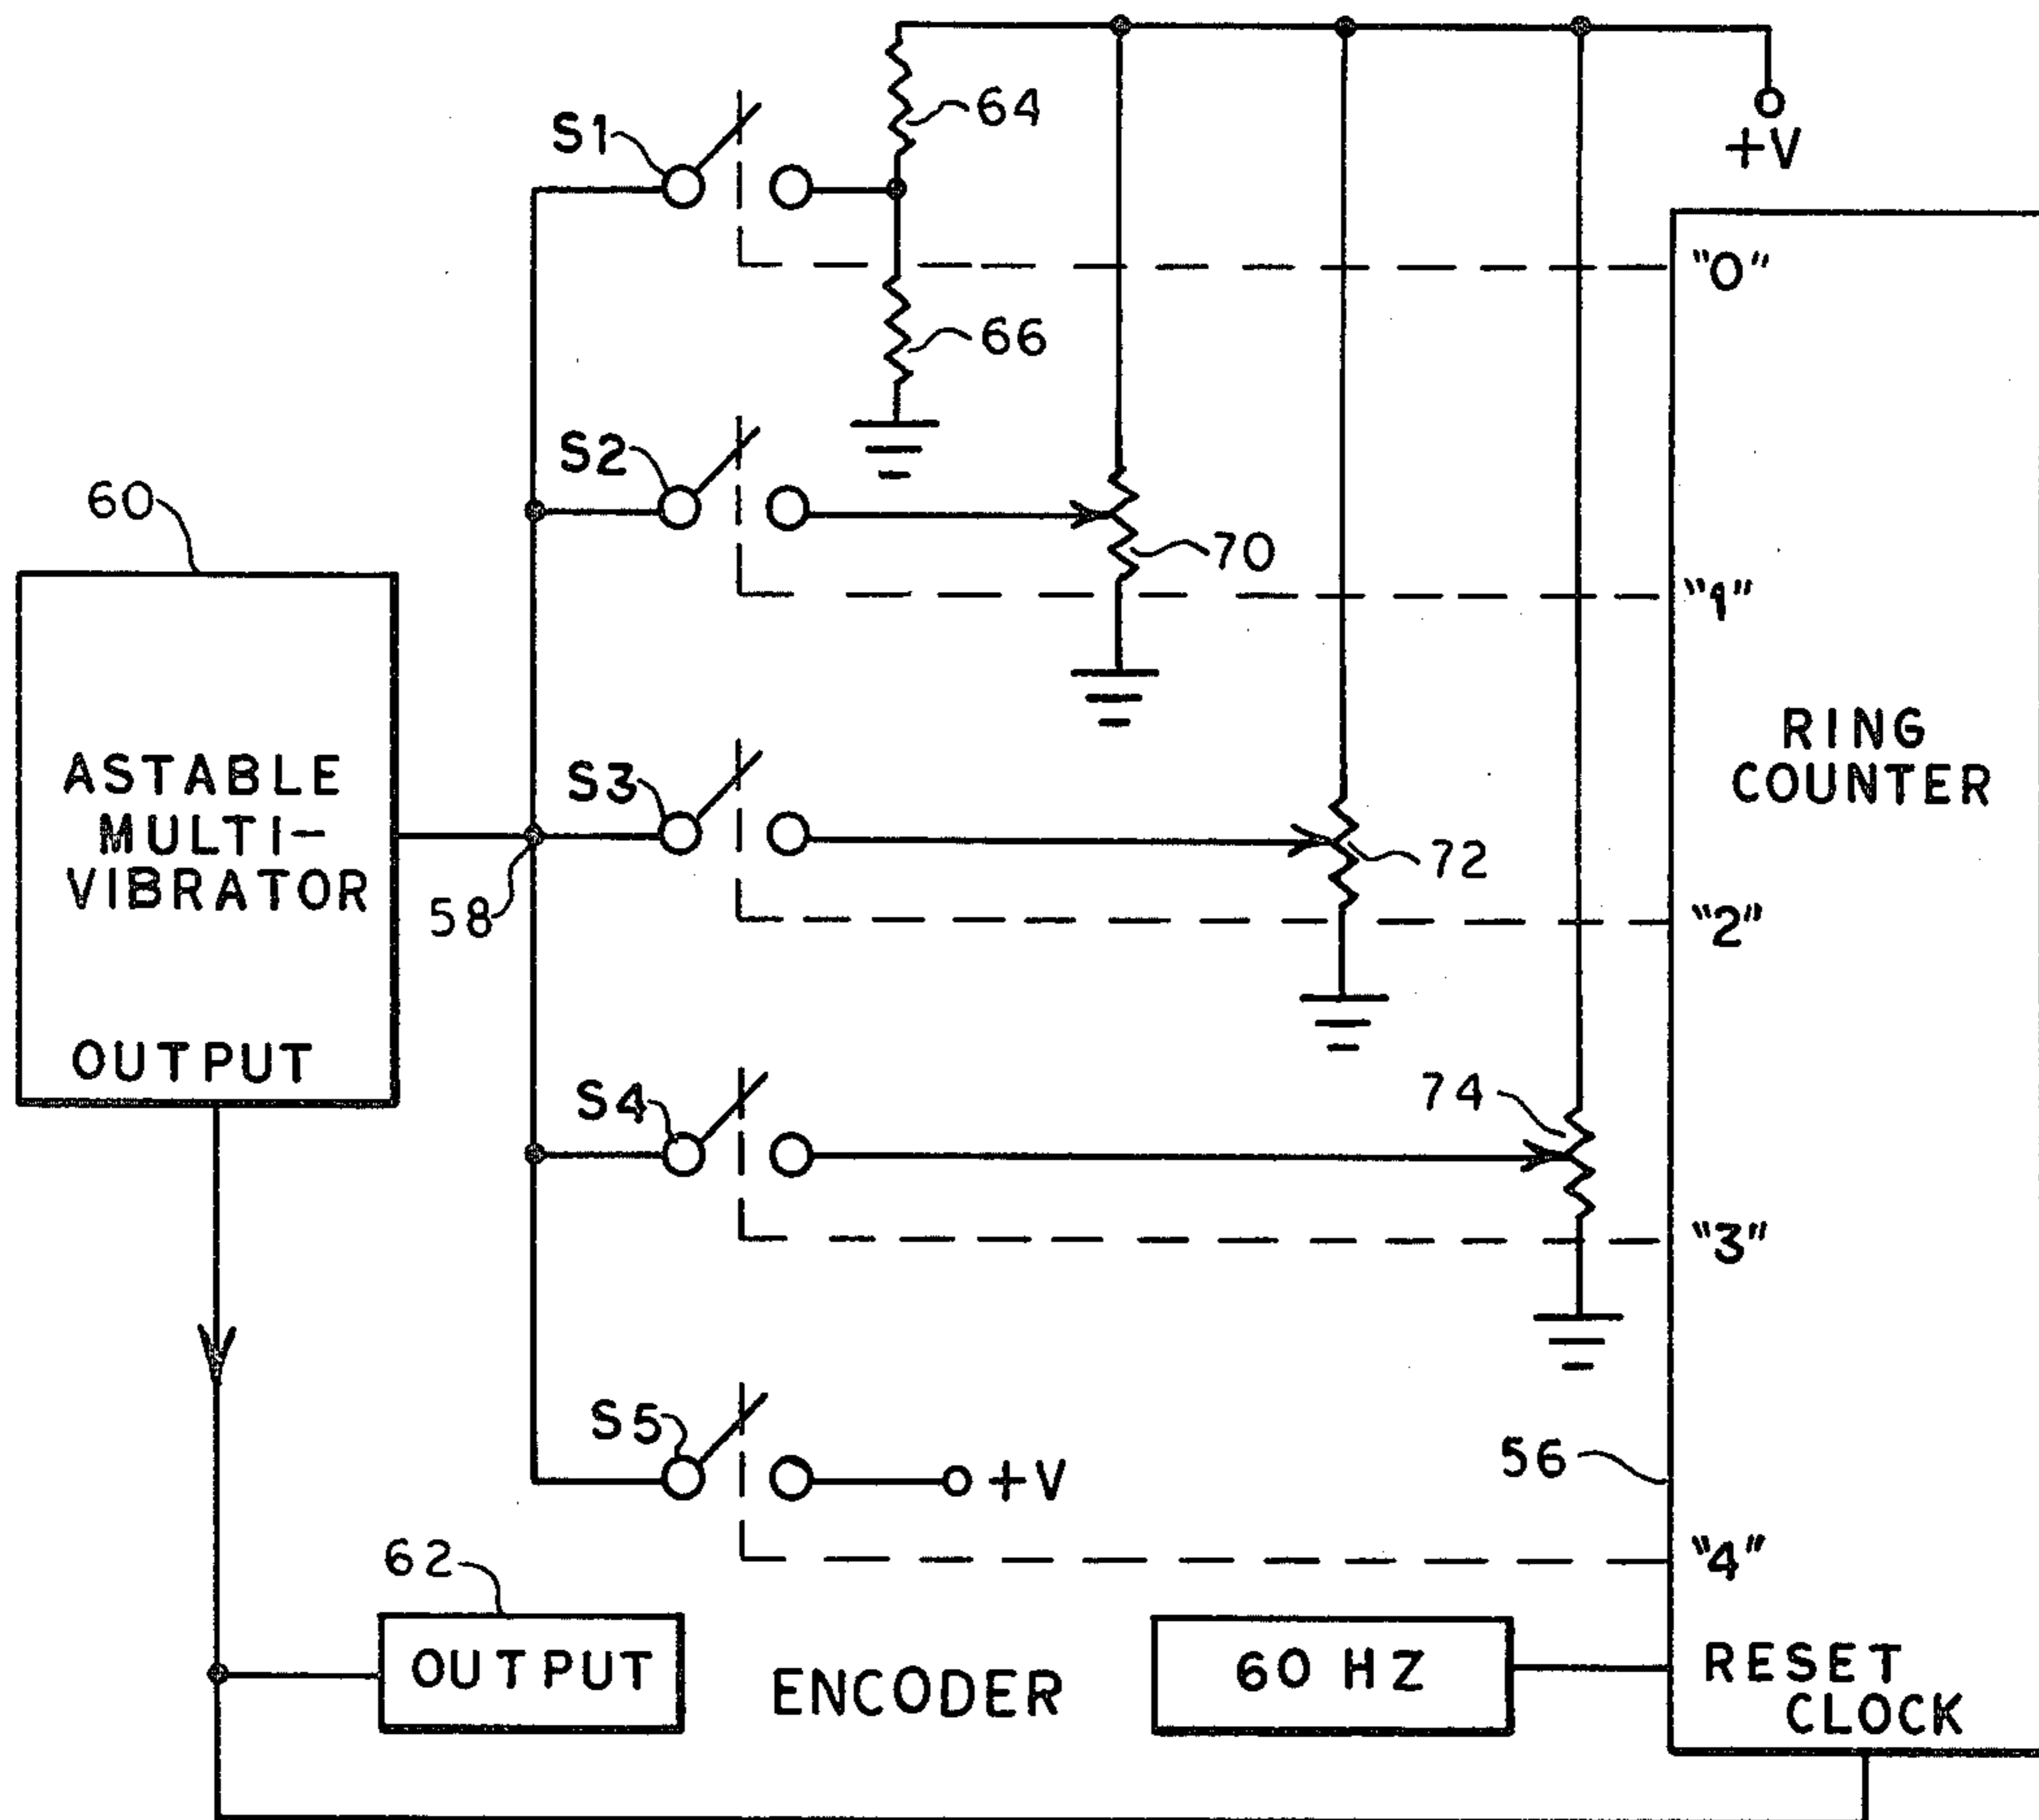 64
S1
+V
"0"
66
S2
60
70
"1"
RING
COUNTER
S3
ASTABLE
MULTI-
VIBRATOR
72
58
"2"
OUTPUT
S4
74
"3"
S5
+V
56
62
"4"
OUTPUT
ENCODER
60 HZ
RESET
CLOCK